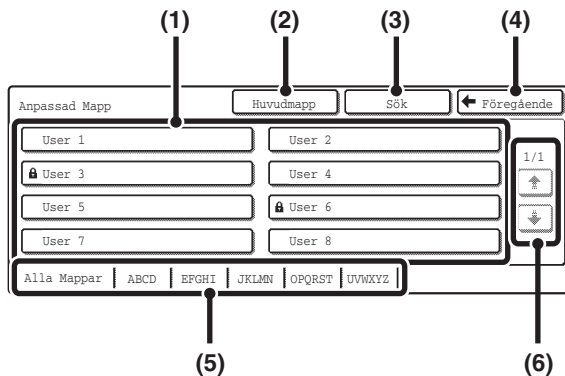 (1) (2) (3) (4)
Anpassad Mapp Huvudmapp Sök Föregående
User 1 User 2
User 3 User 4
User 5 User 6
User 7 User 8
1/1
Alla Mappar ABCD EFGHI JKLMN OPQRST UVWXYZ
(5) (6)